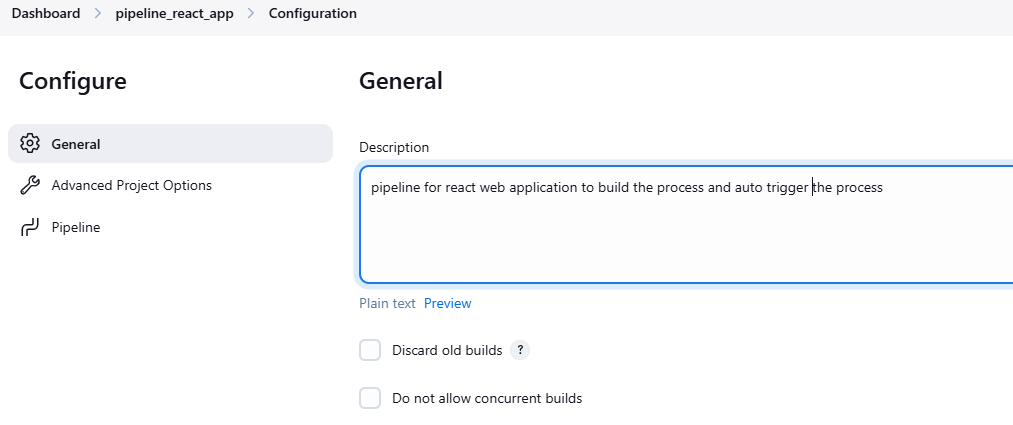 Dashboard > pipeline_react_app > Configuration
Configure
General
Advanced Project Options
Pipeline
General
Description
pipeline for react web application to build the process and auto trigger the process
Plain text Preview
Discard old builds ?
Do not allow concurrent builds